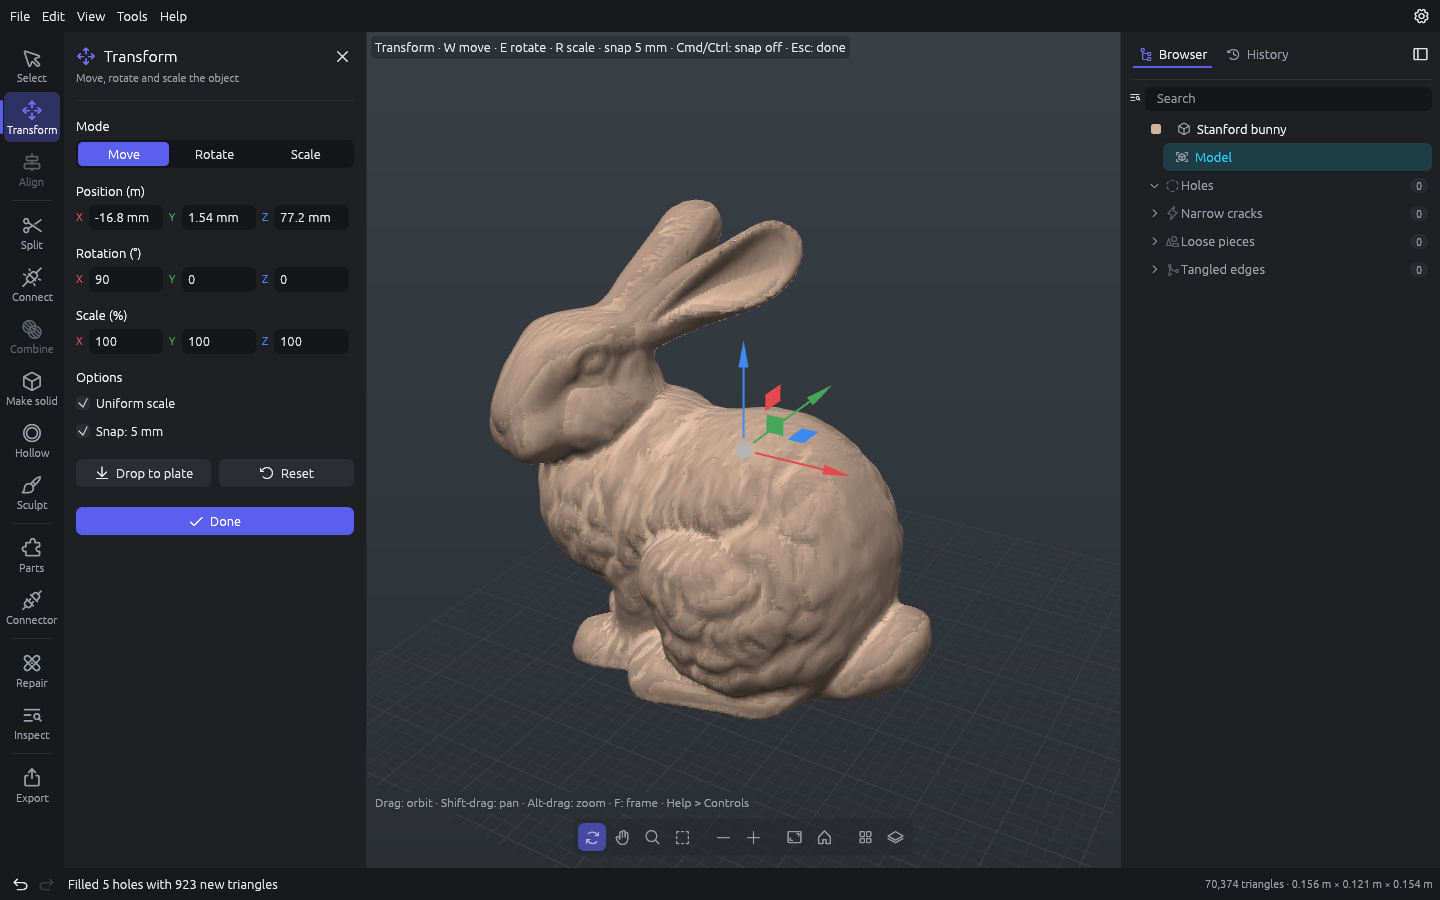 File Edit View Tools Help
Select
Transform
Align
Split
Connect
Combine
Make solid
Hollow
Sculpt
Parts
Connector
Repair
Inspect
Export
Transform
Move, rotate and scale the object
Mode
Move Rotate Scale
Position (m)
X -16.8 mm Y 1.54 mm Z 77.2 mm
Rotation (°)
X 90 Y 0 Z 0
Scale (%)
X 100 Y 100 Z 100
Options
Uniform scale
Snap: 5 mm
Drop to plate Reset
Done
Transform · W move · E rotate · R scale · snap 5 mm · Cmd/Ctrl: snap off · Esc: done
Drag: orbit · Shift-drag: pan · Alt-drag: zoom · F: frame · Help > Controls
Browser History
Search
Stanford bunny
Model
Holes 0
Narrow cracks 0
Loose pieces 0
Tangled edges 0
Filled 5 holes with 923 new triangles
70,374 triangles · 0.156 m × 0.121 m × 0.154 m